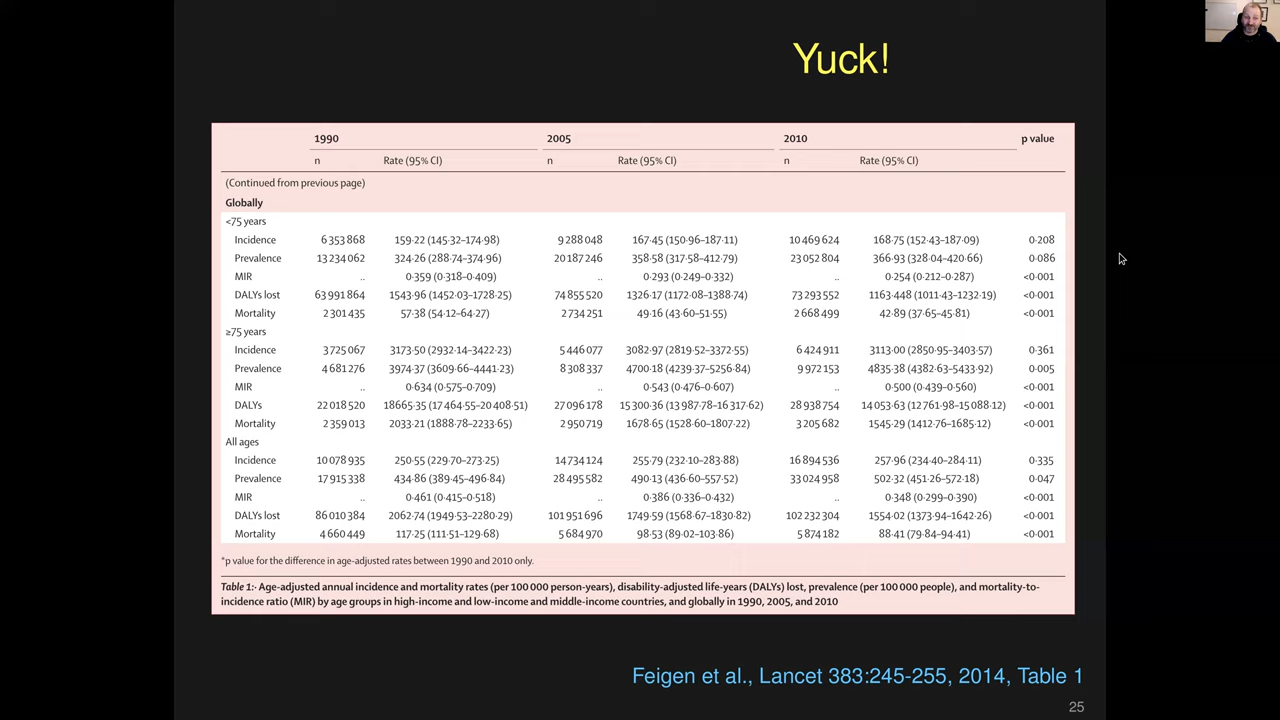 Yuck!
1990 2005 2010 p value
n Rate (95% CI) n Rate (95% CI) n Rate (95% CI)
(Continued from previous page)
Globally
<75 years
Incidence 6 353 868 159·22 (145·32–174·98) 9 288 048 167·45 (150·96–187·11) 10 469 624 168·75 (152·43–187·09) 0·208
Prevalence 13 234 062 324·26 (288·74–374·96) 20 187 246 358·58 (317·58–412·79) 23 052 804 366·93 (328·04–420·66) 0·086
MIR .. 0·359 (0·318–0·409) .. 0·293 (0·249–0·332) .. 0·254 (0·212–0·287) <0·001
DALYs lost 63 991 864 1543·96 (1452·03–1728·25) 74 855 520 1326·17 (1172·08–1388·74) 73 293 552 1163·448 (1011·43–1232·19) <0·001
Mortality 2 301 435 57·38 (54·12–64·27) 2 734 251 49·16 (43·60–51·55) 2 668 499 42·89 (37·65–45·81) <0·001
≥75 years
Incidence 3 725 067 3173·50 (2932·14–3422·23) 5 446 077 3082·97 (2819·52–3372·55) 6 424 911 3113·00 (2850·95–3403·57) 0·361
Prevalence 4 681 276 3974·37 (3609·66–4441·23) 8 308 337 4700·18 (4239·37–5256·84) 9 972 153 4835·38 (4382·63–5433·92) 0·005
MIR .. 0·634 (0·575–0·709) .. 0·543 (0·476–0·607) .. 0·500 (0·439–0·560) <0·001
DALYs 22 018 520 18665·35 (17 464·55–20 408·51) 27 096 178 15 300·36 (13 987·78–16 317·62) 28 938 754 14 053·63 (12 761·98–15 088·12) <0·001
Mortality 2 359 013 2033·21 (1888·78–2233·65) 2 950 719 1678·65 (1528·60–1807·22) 3 205 682 1545·29 (1412·76–1685·12) <0·001
All ages
Incidence 10 078 935 250·55 (229·70–273·25) 14 734 124 255·79 (232·10–283·88) 16 894 536 257·96 (234·40–284·11) 0·335
Prevalence 17 915 338 434·86 (389·45–496·84) 28 495 582 490·13 (436·60–557·52) 33 024 958 502·32 (451·26–572·18) 0·047
MIR .. 0·461 (0·415–0·518) .. 0·386 (0·336–0·432) .. 0·348 (0·299–0·390) <0·001
DALYs lost 86 010 384 2062·74 (1949·53–2280·29) 101 951 696 1749·59 (1568·67–1830·82) 102 232 304 1554·02 (1373·94–1642·26) <0·001
Mortality 4 660 449 117·25 (111·51–129·68) 5 684 970 98·53 (89·02–103·86) 5 874 182 88·41 (79·84–94·41) <0·001
*p value for the difference in age-adjusted rates between 1990 and 2010 only.
Table 1:· Age-adjusted annual incidence and mortality rates (per 100 000 person-years), disability-adjusted life-years (DALYs) lost, prevalence (per 100 000 people), and mortality-to-
incidence ratio (MIR) by age groups in high-income and low-income and middle-income countries, and globally in 1990, 2005, and 2010
Feigen et al., Lancet 383:245-255, 2014, Table 1
25